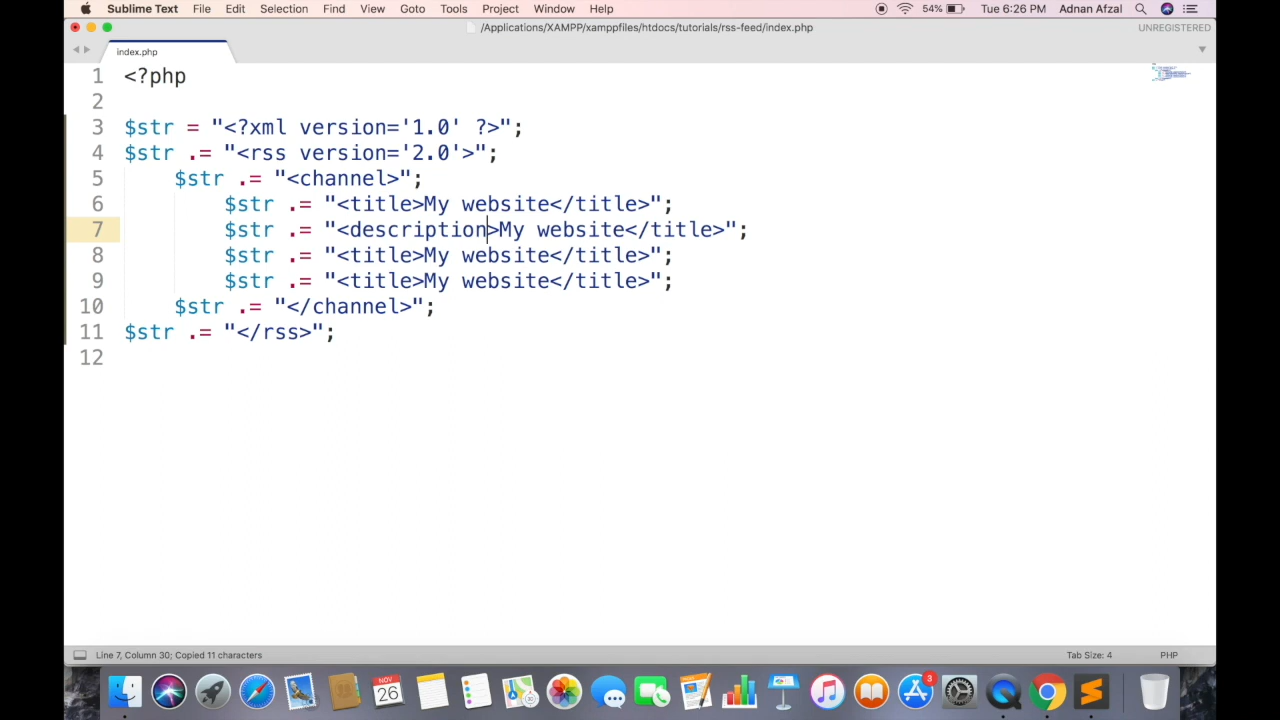 Sublime Text File Edit Selection Find View Goto Tools Project Window Help 54% Tue 6:26 PM Adnan Afzal
/Applications/XAMPP/xamppfiles/htdocs/tutorials/rss-feed/index.php UNREGISTERED
index.php
1 <?php
2
3 $str = "<?xml version='1.0' ?>";
4 $str .= "<rss version='2.0'>";
5 $str .= "<channel>";
6 $str .= "<title>My website</title>";
7 $str .= "<description>My website</title>";
8 $str .= "<title>My website</title>";
9 $str .= "<title>My website</title>";
10 $str .= "</channel>";
11 $str .= "</rss>";
12
Line 7, Column 30; Copied 11 characters Tab Size: 4 PHP
NOV
26
3